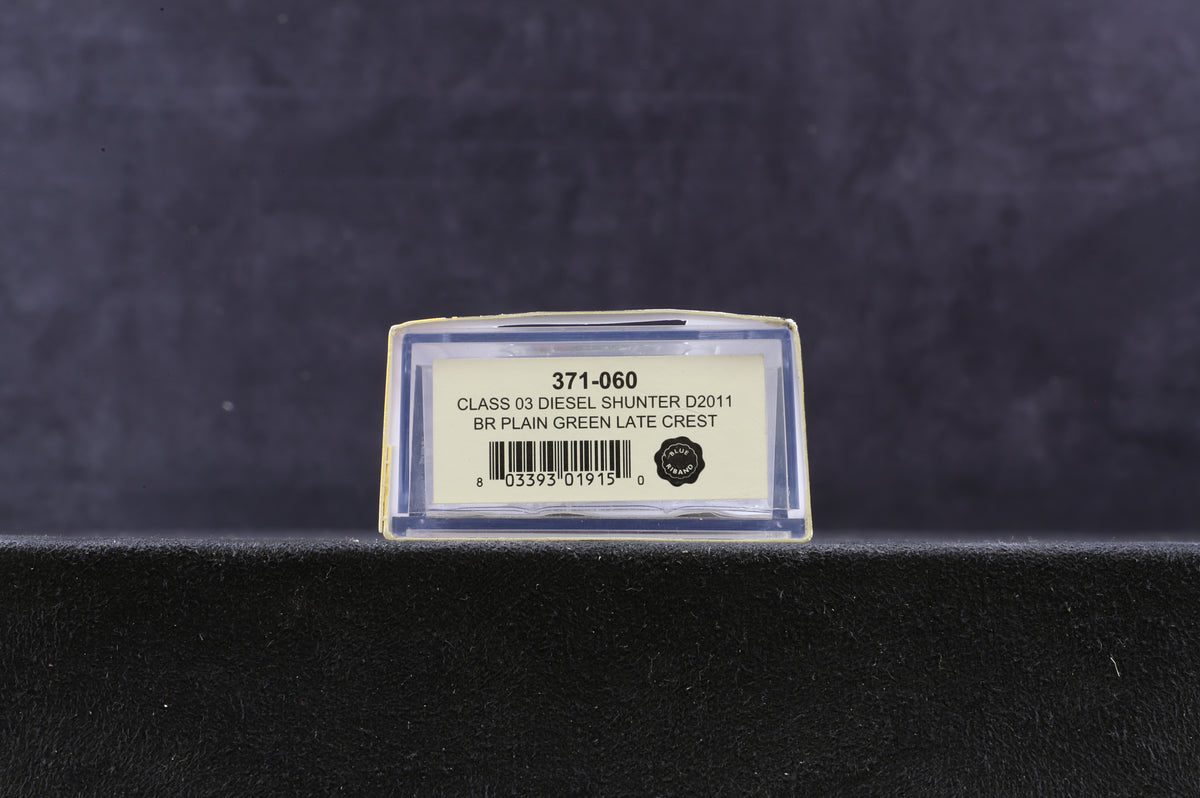 371-060
CLASS 03 DIESEL SHUNTER D2011
BR PLAIN GREEN LATE CREST
8 03393 01915 0
BLUE
RIBAND